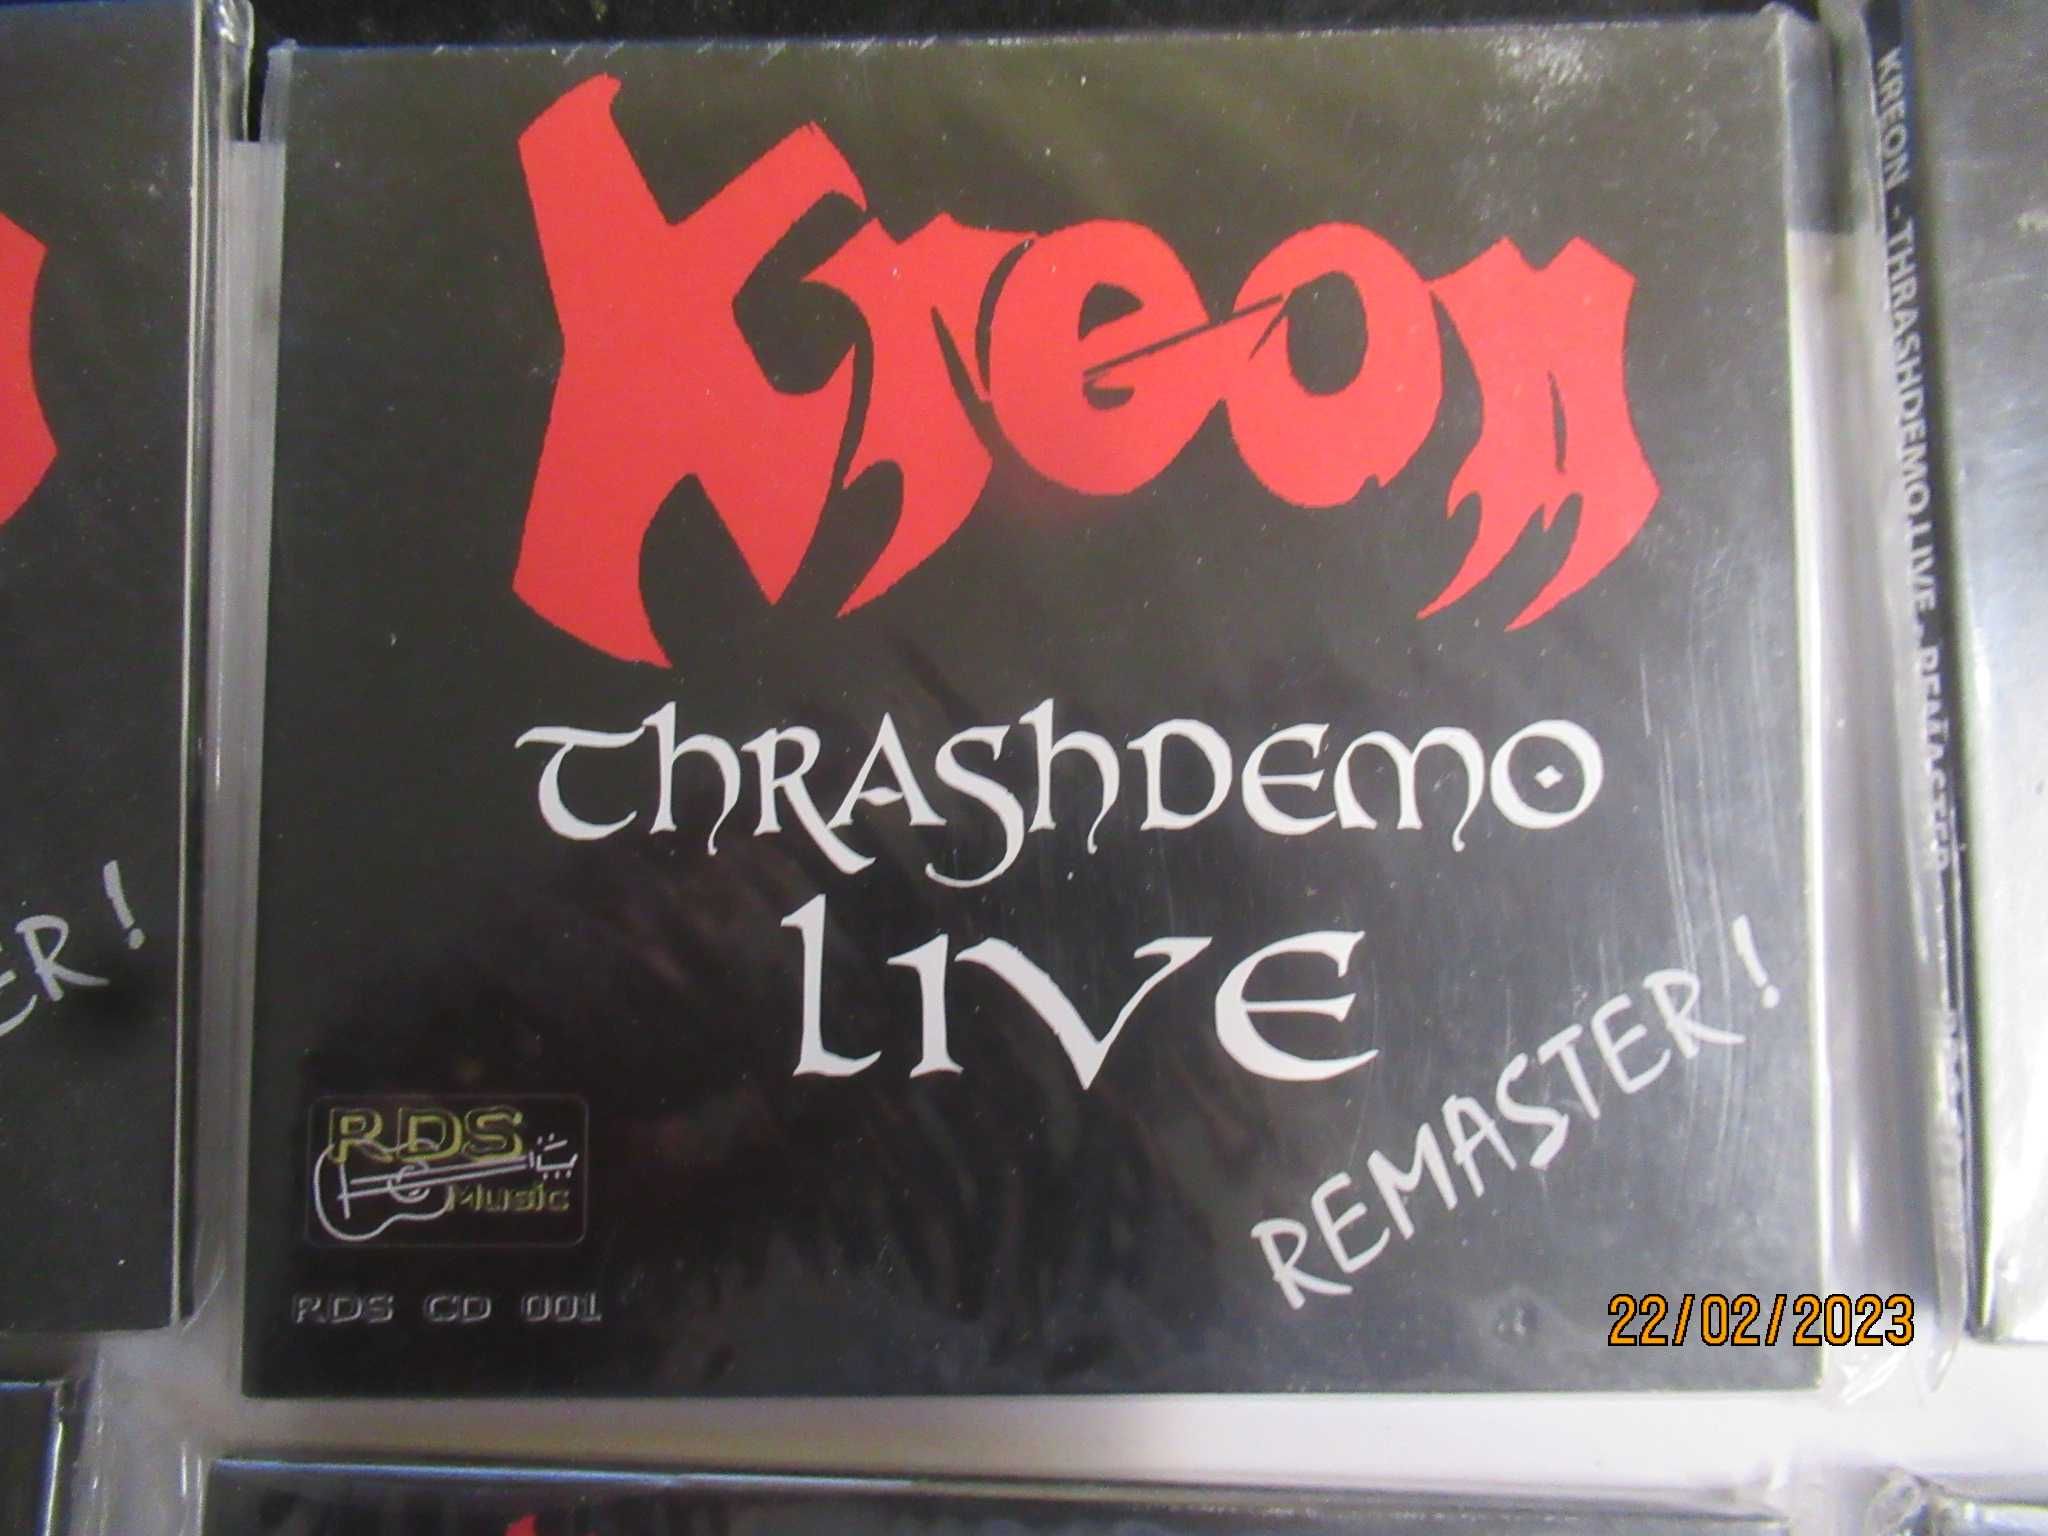 Kreon
THRASHDEMO
LIVE
REMASTER!
RDS
Music
RDS CD 001
ER!
KREON - THRASHDEMO LIVE - REMASTER
22/02/2023